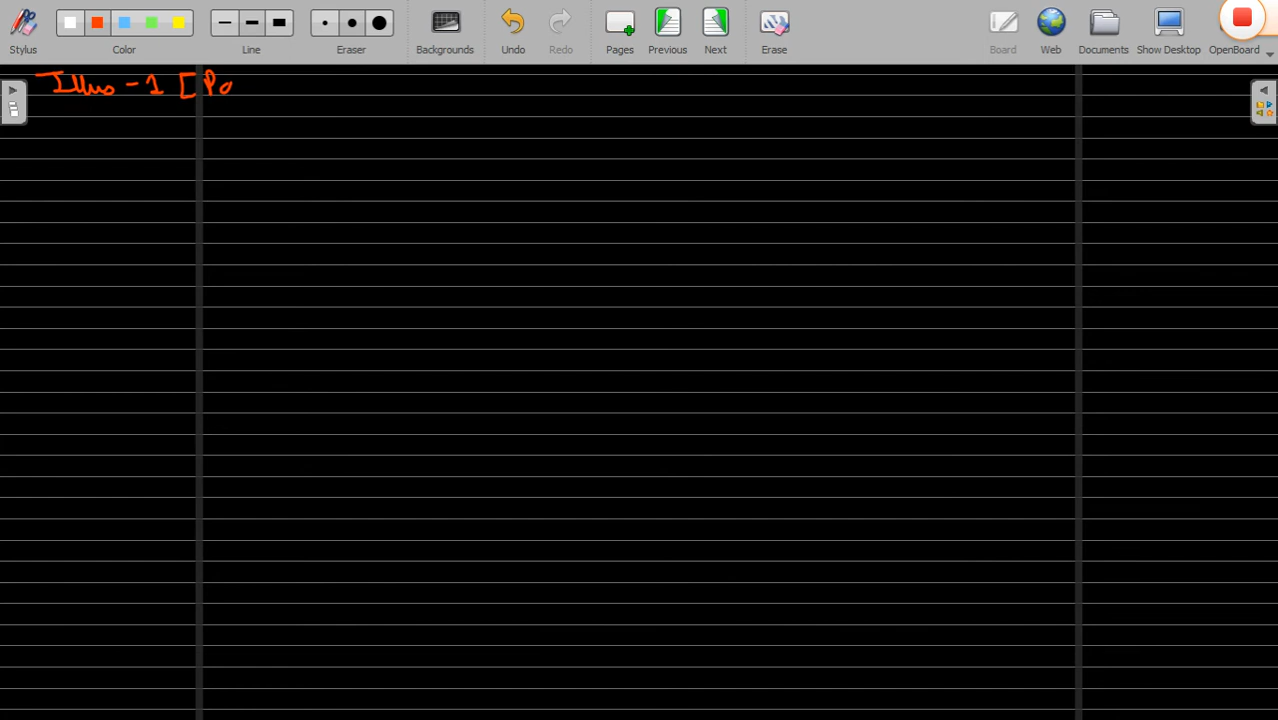 Stylus Color Line Eraser Backgrounds Undo Redo Pages Previous Next Erase Board Web Documents Show Desktop OpenBoard
Illus - 1 [Po